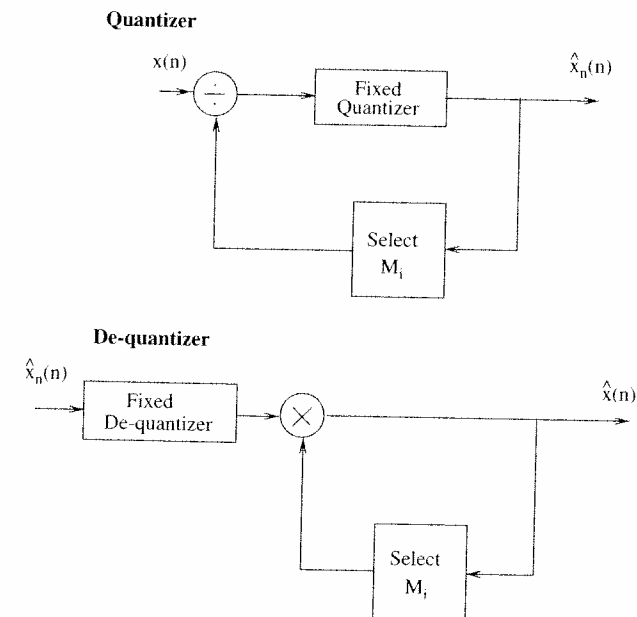 Quantizer
x(n)
÷
Fixed
Quantizer
x̂ₙ(n)
Select
Mᵢ
De-quantizer
x̂ₙ(n)
Fixed
De-quantizer
×
x̂(n)
Select
Mᵢ